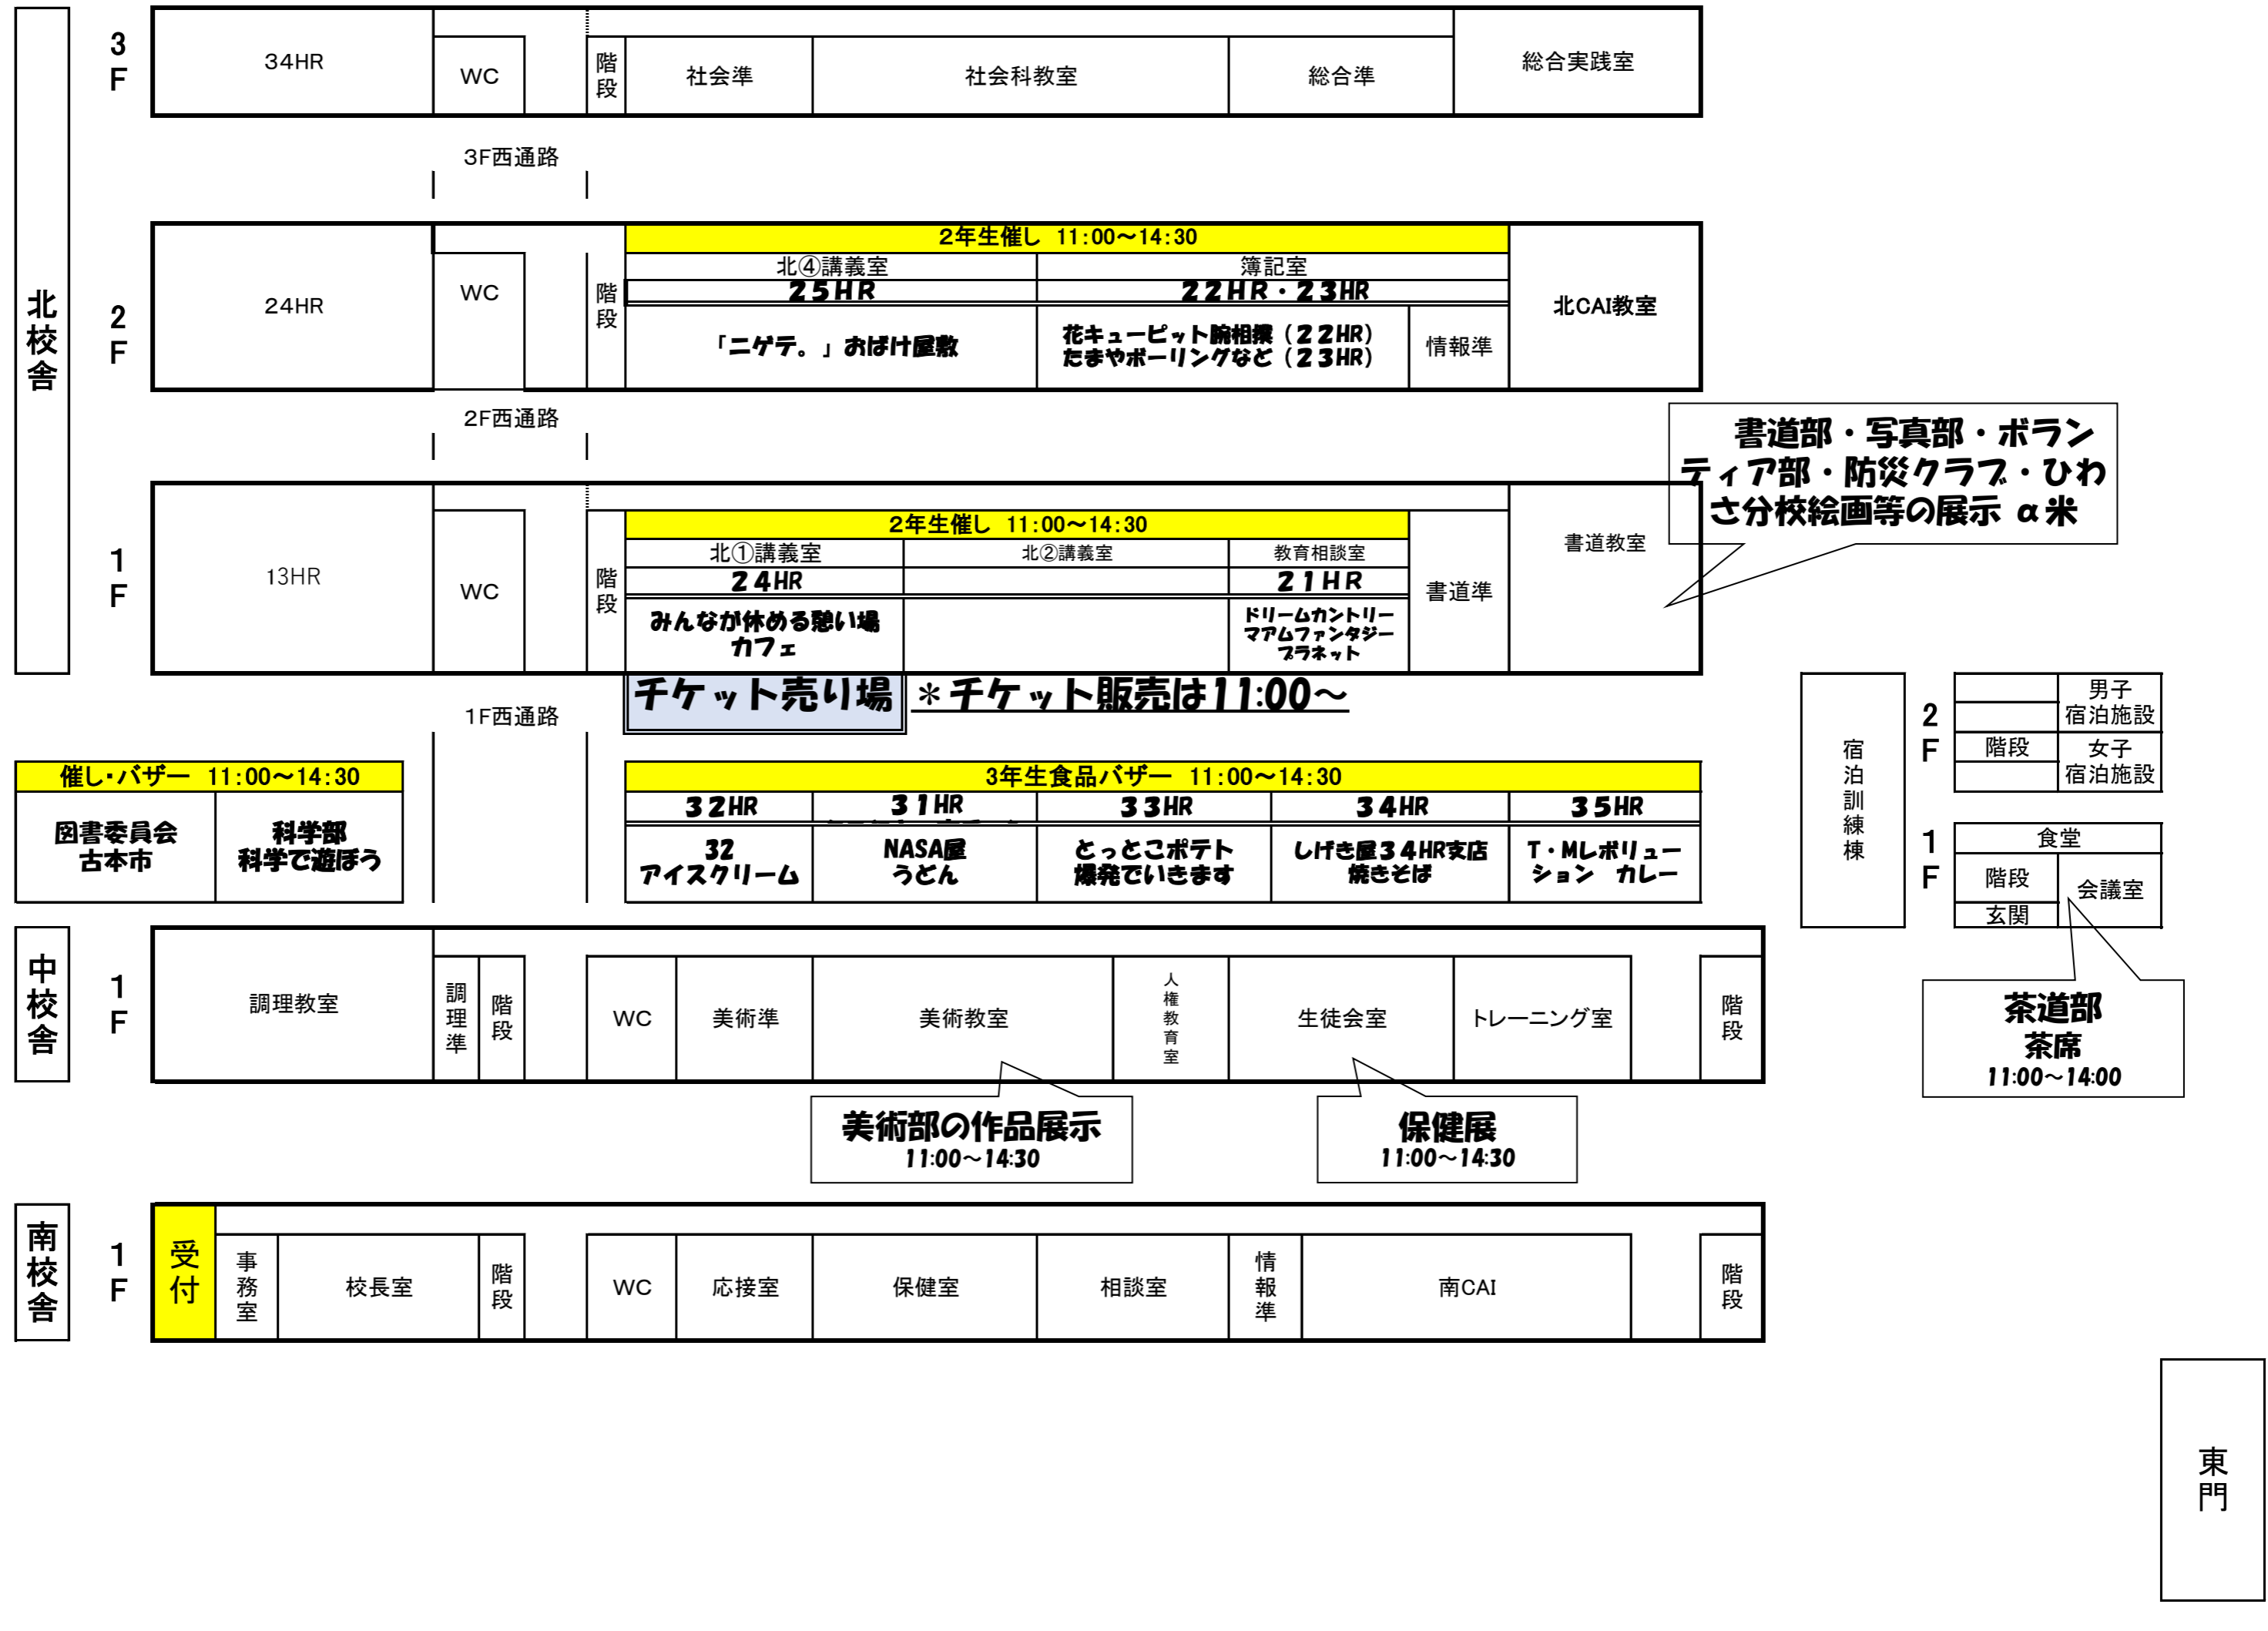 北校舎
3F
34HR
WC
階段
社会準
社会科教室
総合準
総合実践室
3F西通路
2F
24HR
WC
階段
2年生催し 11:00～14:30
北④講義室
簿記室
25HR
22HR・23HR
「ニゲテ。」おばけ屋敷
花キューピット腕相撲（22HR）
たまやボーリングなど（23HR）
情報準
北CAI教室
2F西通路
書道部・写真部・ボラン
ティア部・防災クラブ・ひわ
さ分校絵画等の展示 α米
1F
13HR
WC
階段
2年生催し 11:00～14:30
北①講義室
北②講義室
教育相談室
24HR
21HR
みんなが休める憩い場
カフェ
ドリームカントリー
マアムファンタジー
プラネット
書道準
書道教室
チケット売り場
＊チケット販売は11:00～
1F西通路
宿泊訓練棟
2F
男子
宿泊施設
階段
女子
宿泊施設
1F
食堂
階段
会議室
玄関
茶道部
茶席
11:00～14:00
催し・バザー 11:00～14:30
図書委員会
古本市
科学部
科学で遊ぼう
3年生食品バザー 11:00～14:30
32HR
31HR
33HR
34HR
35HR
32
アイスクリーム
NASA屋
うどん
とっとこポテト
爆発でいきます
しげき屋34HR支店
焼きそば
T・Mレボリュー
ション カレー
中校舎
1F
調理教室
調理準
階段
WC
美術準
美術教室
人権教育室
生徒会室
トレーニング室
階段
美術部の作品展示
11:00～14:30
保健展
11:00～14:30
南校舎
1F
受付
事務室
校長室
階段
WC
応接室
保健室
相談室
情報準
南CAI
階段
東門